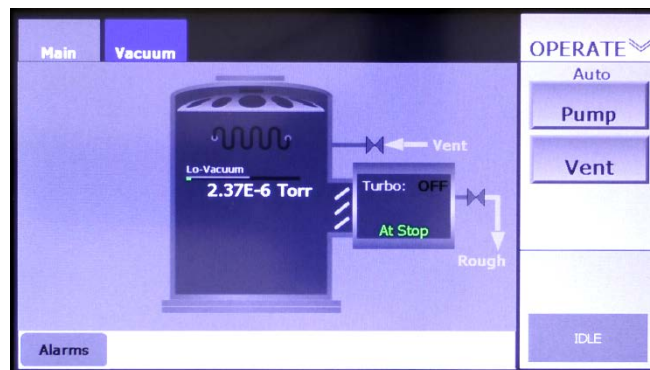 Main
Vacuum
OPERATE
Auto
Pump
Vent
Vent
Lo-Vacuum
2.37E-6 Torr
Turbo: OFF
At Stop
Rough
Alarms
IDLE